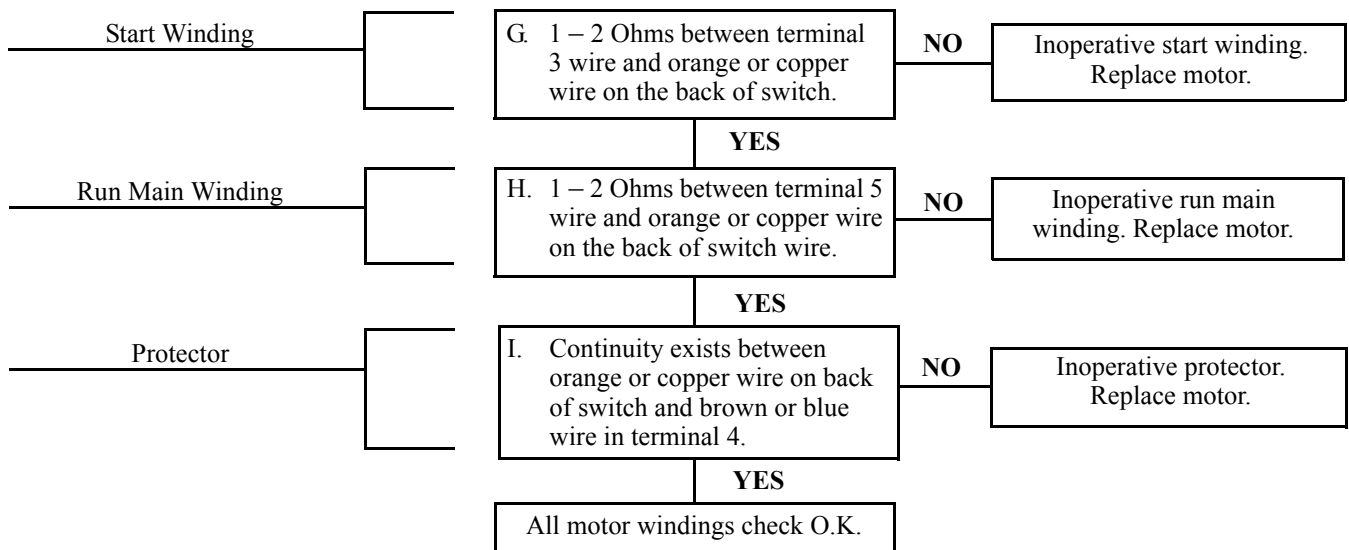 Start Winding
G. 1 – 2 Ohms between terminal
3 wire and orange or copper
wire on the back of switch.
NO
Inoperative start winding.
Replace motor.
YES
Run Main Winding
H. 1 – 2 Ohms between terminal 5
wire and orange or copper wire
on the back of switch wire.
NO
Inoperative run main
winding. Replace motor.
YES
Protector
I. Continuity exists between
orange or copper wire on back
of switch and brown or blue
wire in terminal 4.
NO
Inoperative protector.
Replace motor.
YES
All motor windings check O.K.